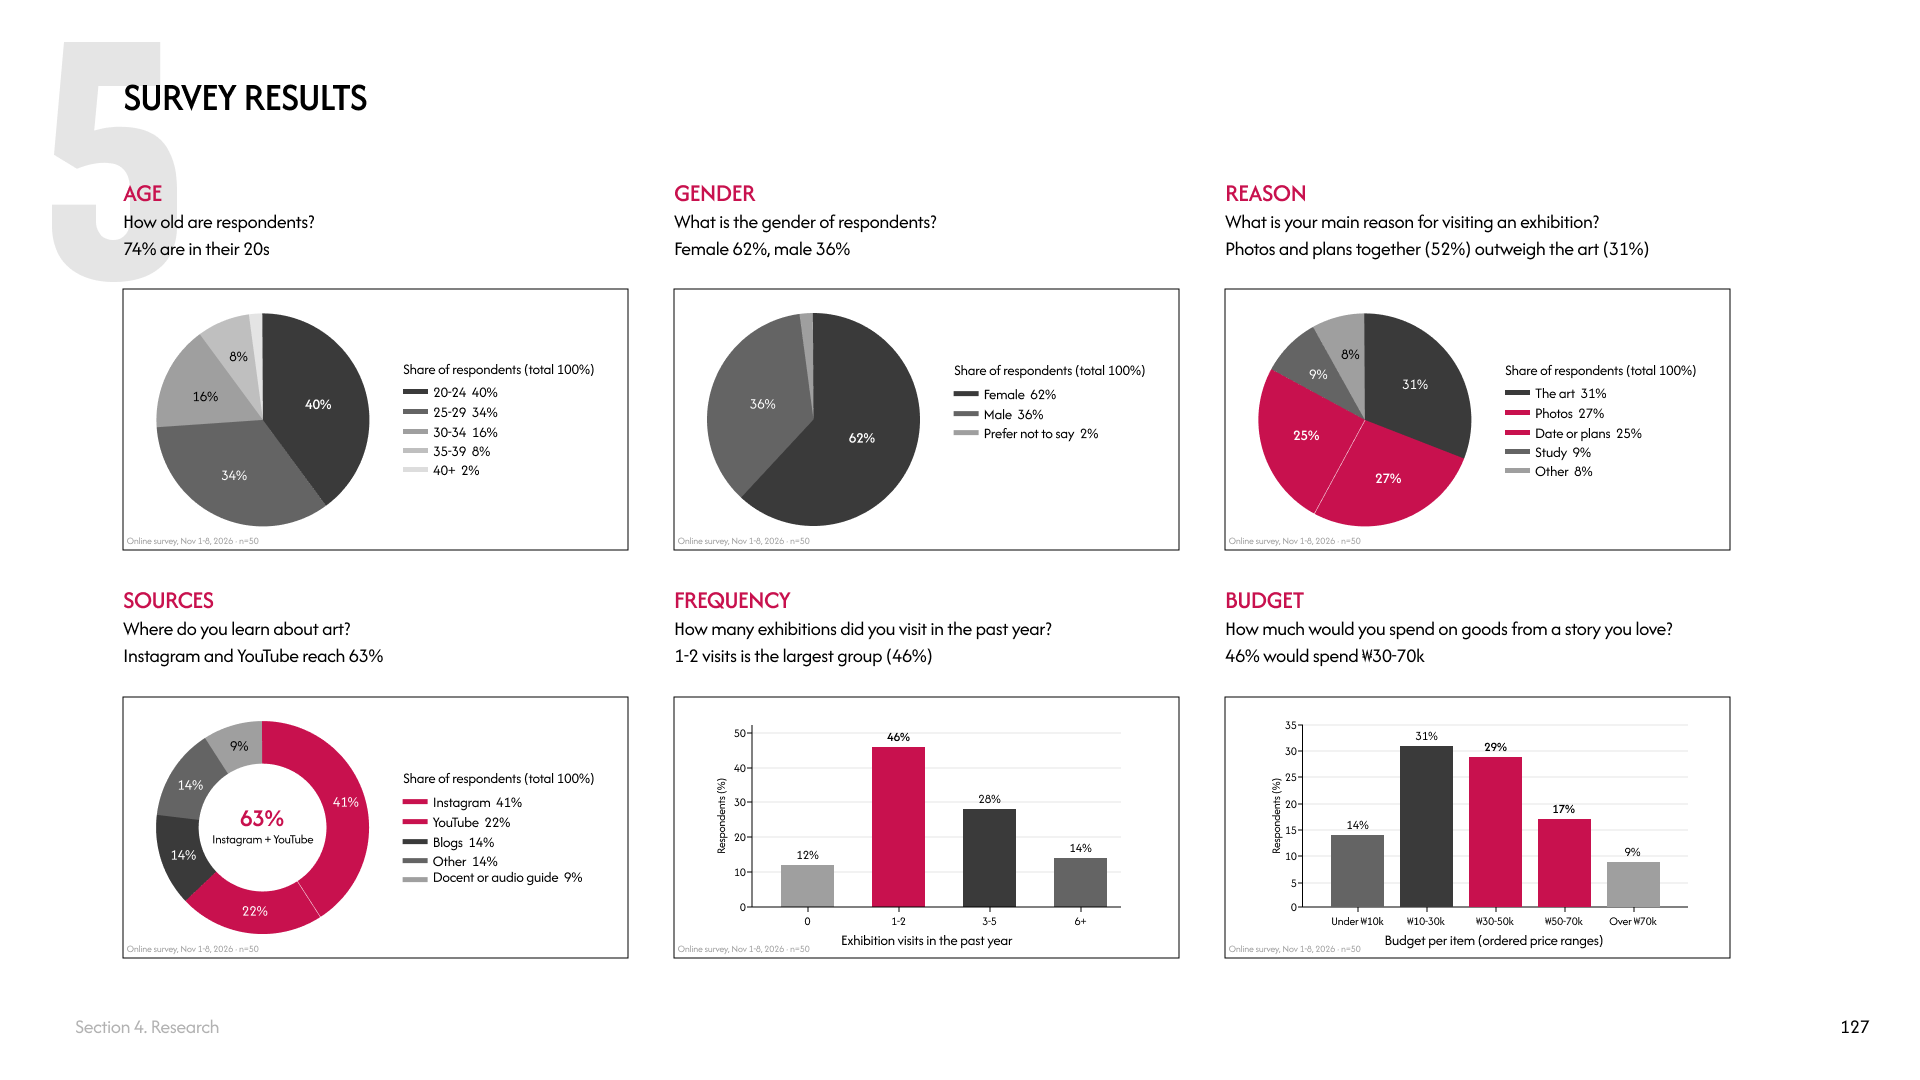 5
SURVEY RESULTS
AGE
How old are respondents?
74% are in their 20s
40%
34%
16%
8%
Share of respondents (total 100%)
20-24 40%
25-29 34%
30-34 16%
35-39 8%
40+ 2%
Online survey, Nov 1-8, 2026 · n=50
GENDER
What is the gender of respondents?
Female 62%, male 36%
36%
62%
Share of respondents (total 100%)
Female 62%
Male 36%
Prefer not to say 2%
Online survey, Nov 1-8, 2026 · n=50
REASON
What is your main reason for visiting an exhibition?
Photos and plans together (52%) outweigh the art (31%)
31%
27%
25%
9%
8%
Share of respondents (total 100%)
The art 31%
Photos 27%
Date or plans 25%
Study 9%
Other 8%
Online survey, Nov 1-8, 2026 · n=50
SOURCES
Where do you learn about art?
Instagram and YouTube reach 63%
41%
22%
14%
14%
9%
63%
Instagram + YouTube
Share of respondents (total 100%)
Instagram 41%
YouTube 22%
Blogs 14%
Other 14%
Docent or audio guide 9%
Online survey, Nov 1-8, 2026 · n=50
FREQUENCY
How many exhibitions did you visit in the past year?
1-2 visits is the largest group (46%)
Respondents (%)
50
40
30
20
10
0
12%
46%
28%
14%
0
1-2
3-5
6+
Exhibition visits in the past year
Online survey, Nov 1-8, 2026 · n=50
BUDGET
How much would you spend on goods from a story you love?
46% would spend ₩30-70k
Respondents (%)
35
30
25
20
15
10
5
0
14%
31%
29%
17%
9%
Under ₩10k
₩10-30k
₩30-50k
₩50-70k
Over ₩70k
Budget per item (ordered price ranges)
Online survey, Nov 1-8, 2026 · n=50
Section 4. Research
127